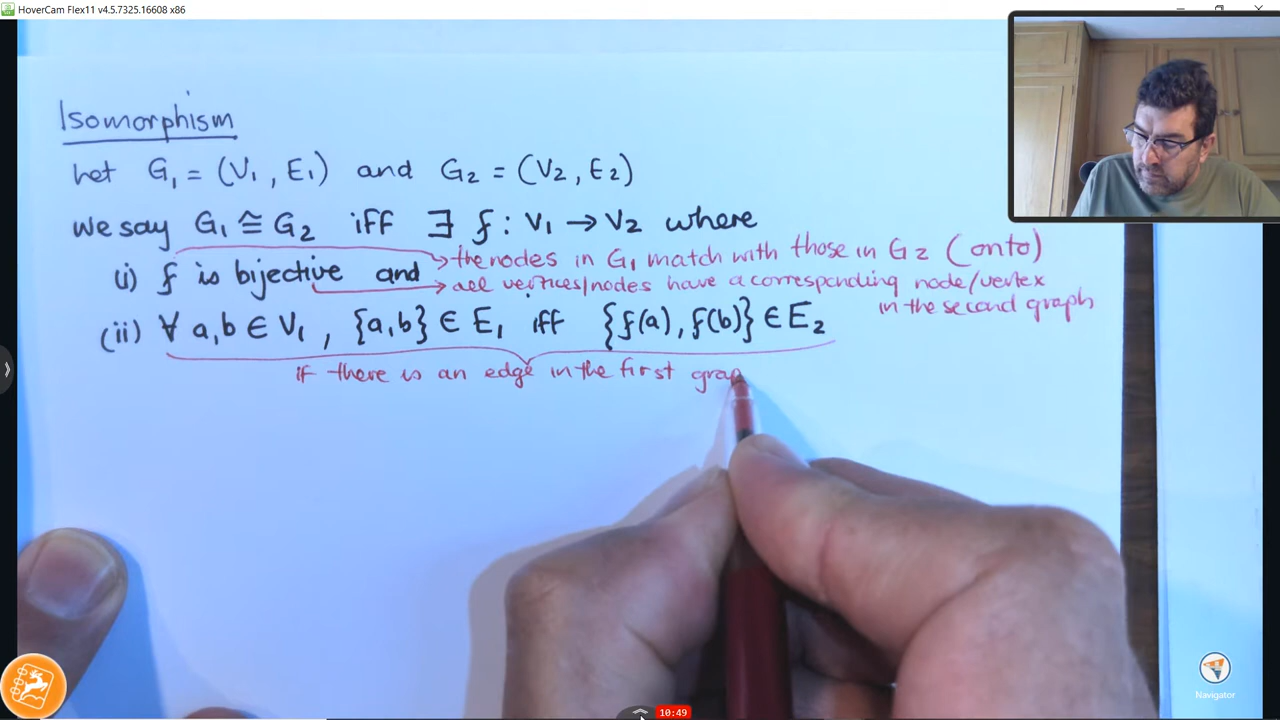 HoverCam Flex11 v4.5.7325.16608 x86
Isomorphism
Let G₁ = (V₁, E₁) and G₂ = (V₂, E₂)
We say G₁ ≅ G₂ iff ∃ f : V₁ → V₂ where
the nodes in G₁ match with those in G₂ (onto)
(i) f is bijective and
all vertices/nodes have a corresponding node/vertex
in the second graph
(ii) ∀ a,b ∈ V₁, {a,b} ∈ E₁ iff {f(a), f(b)} ∈ E₂
if there is an edge in the first grap
Navigator
10:49